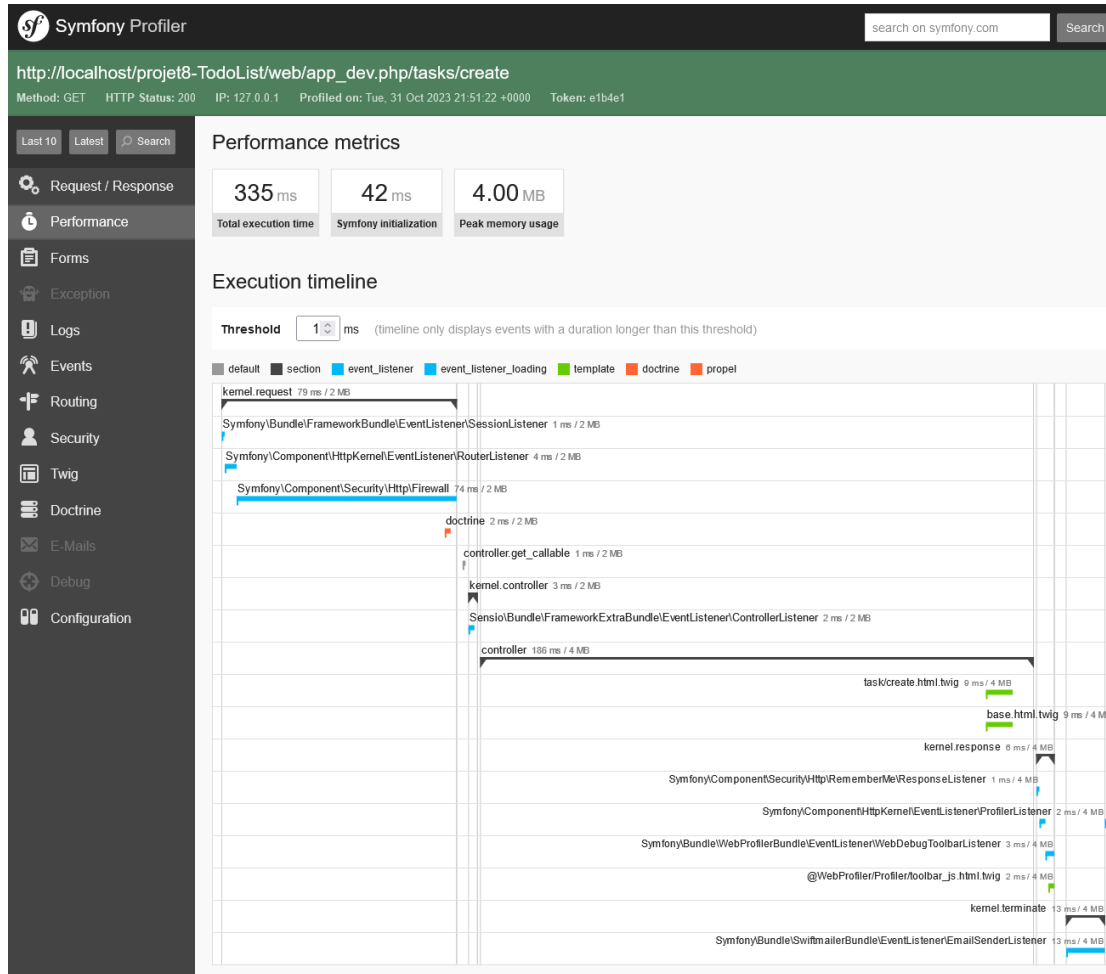 sf Symfony Profiler
search on symfony.com
Search
http://localhost/projet8-TodoList/web/app_dev.php/tasks/create
Method: GET HTTP Status: 200 IP: 127.0.0.1 Profiled on: Tue, 31 Oct 2023 21:51:22 +0000 Token: e1b4e1
Last 10 Latest Search
Request / Response
Performance
Forms
Exception
Logs
Events
Routing
Security
Twig
Doctrine
E-Mails
Debug
Configuration
Performance metrics
335 ms
Total execution time
42 ms
Symfony initialization
4.00 MB
Peak memory usage
Execution timeline
Threshold 1 ms (timeline only displays events with a duration longer than this threshold)
default section event_listener event_listener_loading template doctrine propel
kernel.request 79 ms / 2 MB
Symfony\Bundle\FrameworkBundle\EventListener\SessionListener 1 ms / 2 MB
Symfony\Component\HttpKernel\EventListener\RouterListener 4 ms / 2 MB
Symfony\Component\Security\Http\Firewall 74 ms / 2 MB
doctrine 2 ms / 2 MB
controller.get_callable 1 ms / 2 MB
kernel.controller 3 ms / 2 MB
Sensio\Bundle\FrameworkExtraBundle\EventListener\ControllerListener 2 ms / 2 MB
controller 186 ms / 4 MB
task/create.html.twig 9 ms / 4 MB
base.html.twig 9 ms / 4 M
kernel.response 6 ms / 4 MB
Symfony\Component\Security\Http\RememberMe\ResponseListener 1 ms / 4 MB
Symfony\Component\HttpKernel\EventListener\ProfilerListener 2 ms / 4 MB
Symfony\Bundle\WebProfilerBundle\EventListener\WebDebugToolbarListener 3 ms / 4 MB
@WebProfiler/Profiler/toolbar_js.html.twig 2 ms / 4 MB
kernel.terminate 13 ms / 4 MB
Symfony\Bundle\SwiftmailerBundle\EventListener\EmailSenderListener 13 ms / 4 MB